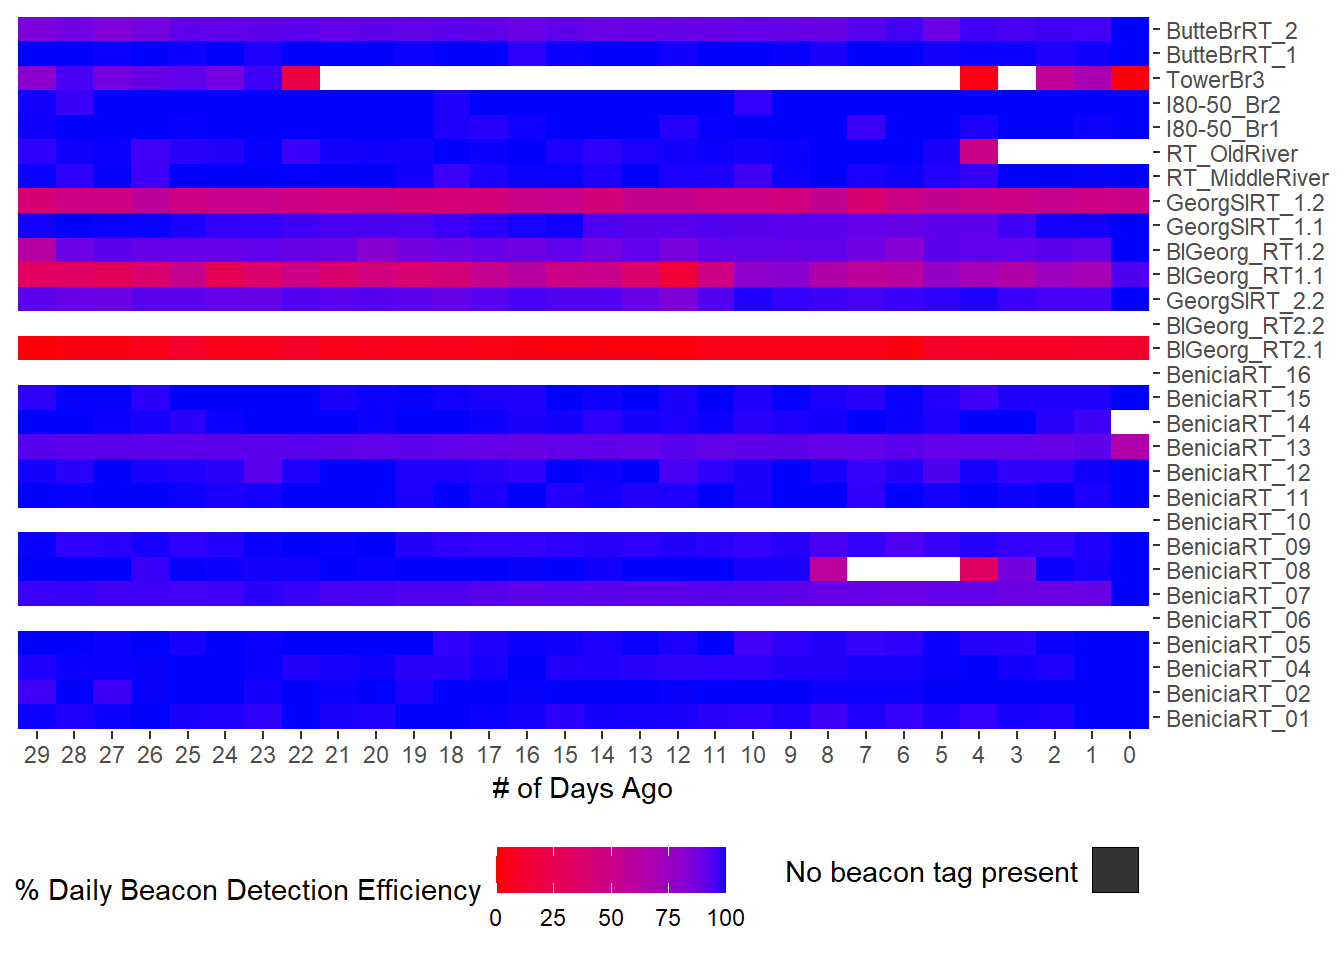 ButteBrRT_2
ButteBrRT_1
TowerBr3
I80-50_Br2
I80-50_Br1
RT_OldRiver
RT_MiddleRiver
GeorgSlRT_1.2
GeorgSlRT_1.1
BlGeorg_RT1.2
BlGeorg_RT1.1
GeorgSlRT_2.2
BlGeorg_RT2.2
BlGeorg_RT2.1
BeniciaRT_16
BeniciaRT_15
BeniciaRT_14
BeniciaRT_13
BeniciaRT_12
BeniciaRT_11
BeniciaRT_10
BeniciaRT_09
BeniciaRT_08
BeniciaRT_07
BeniciaRT_06
BeniciaRT_05
BeniciaRT_04
BeniciaRT_02
BeniciaRT_01
29 28 27 26 25 24 23 22 21 20 19 18 17 16 15 14 13 12 11 10 9 8 7 6 5 4 3 2 1 0
# of Days Ago
% Daily Beacon Detection Efficiency
0 25 50 75 100
No beacon tag present